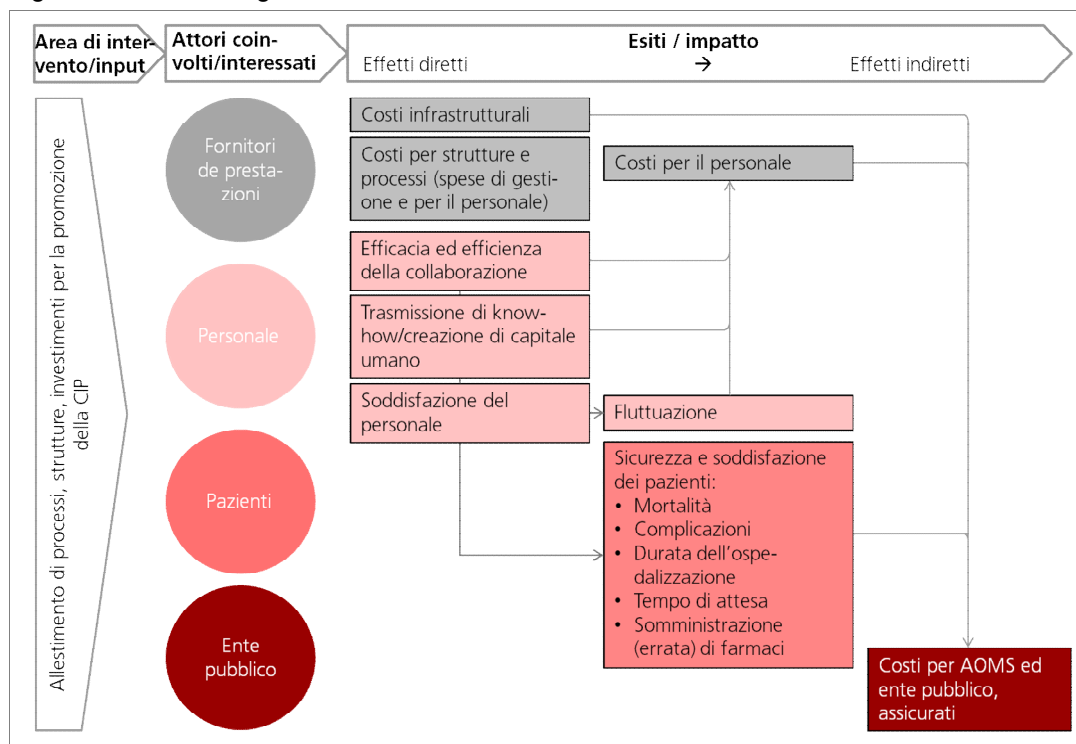 Area di inter-
vento/input
Attori coin-
volti/interessati
Esiti / impatto
Effetti diretti
→
Effetti indiretti
Allestimento di processi, strutture, investimenti per la promozione
della CIP
Fornitori
de presta-
zioni
Personale
Pazienti
Ente
pubblico
Costi infrastrutturali
Costi per strutture e
processi (spese di gesti-
one e per il personale)
Costi per il personale
Efficacia ed efficienza
della collaborazione
Trasmissione di know-
how/creazione di capitale
umano
Soddisfazione del
personale
Fluttuazione
Sicurezza e soddisfazione
dei pazienti:
• Mortalità
• Complicazioni
• Durata dell'ospe-
dalizzazione
• Tempo di attesa
• Somministrazione
(errata) di farmaci
Costi per AOMS ed
ente pubblico,
assicurati